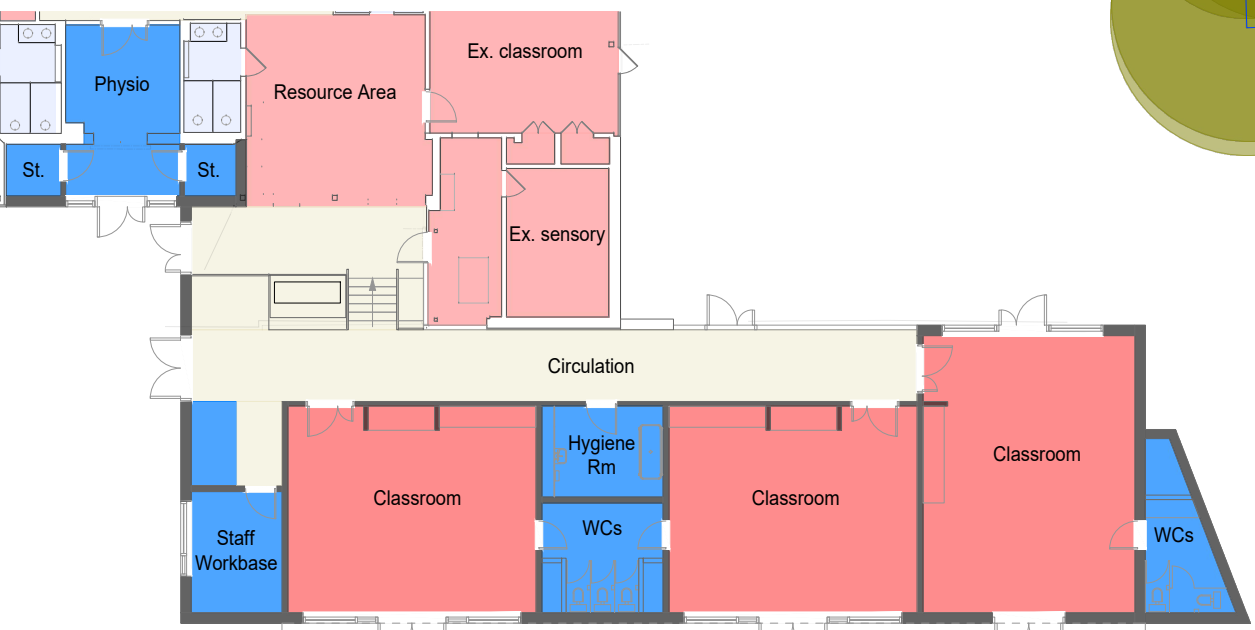 Ex. classroom
Physio
Resource Area
St.
St.
Ex. sensory
Circulation
Hygiene
Rm
Classroom
Classroom
Classroom
WCs
WCs
Staff
Workbase